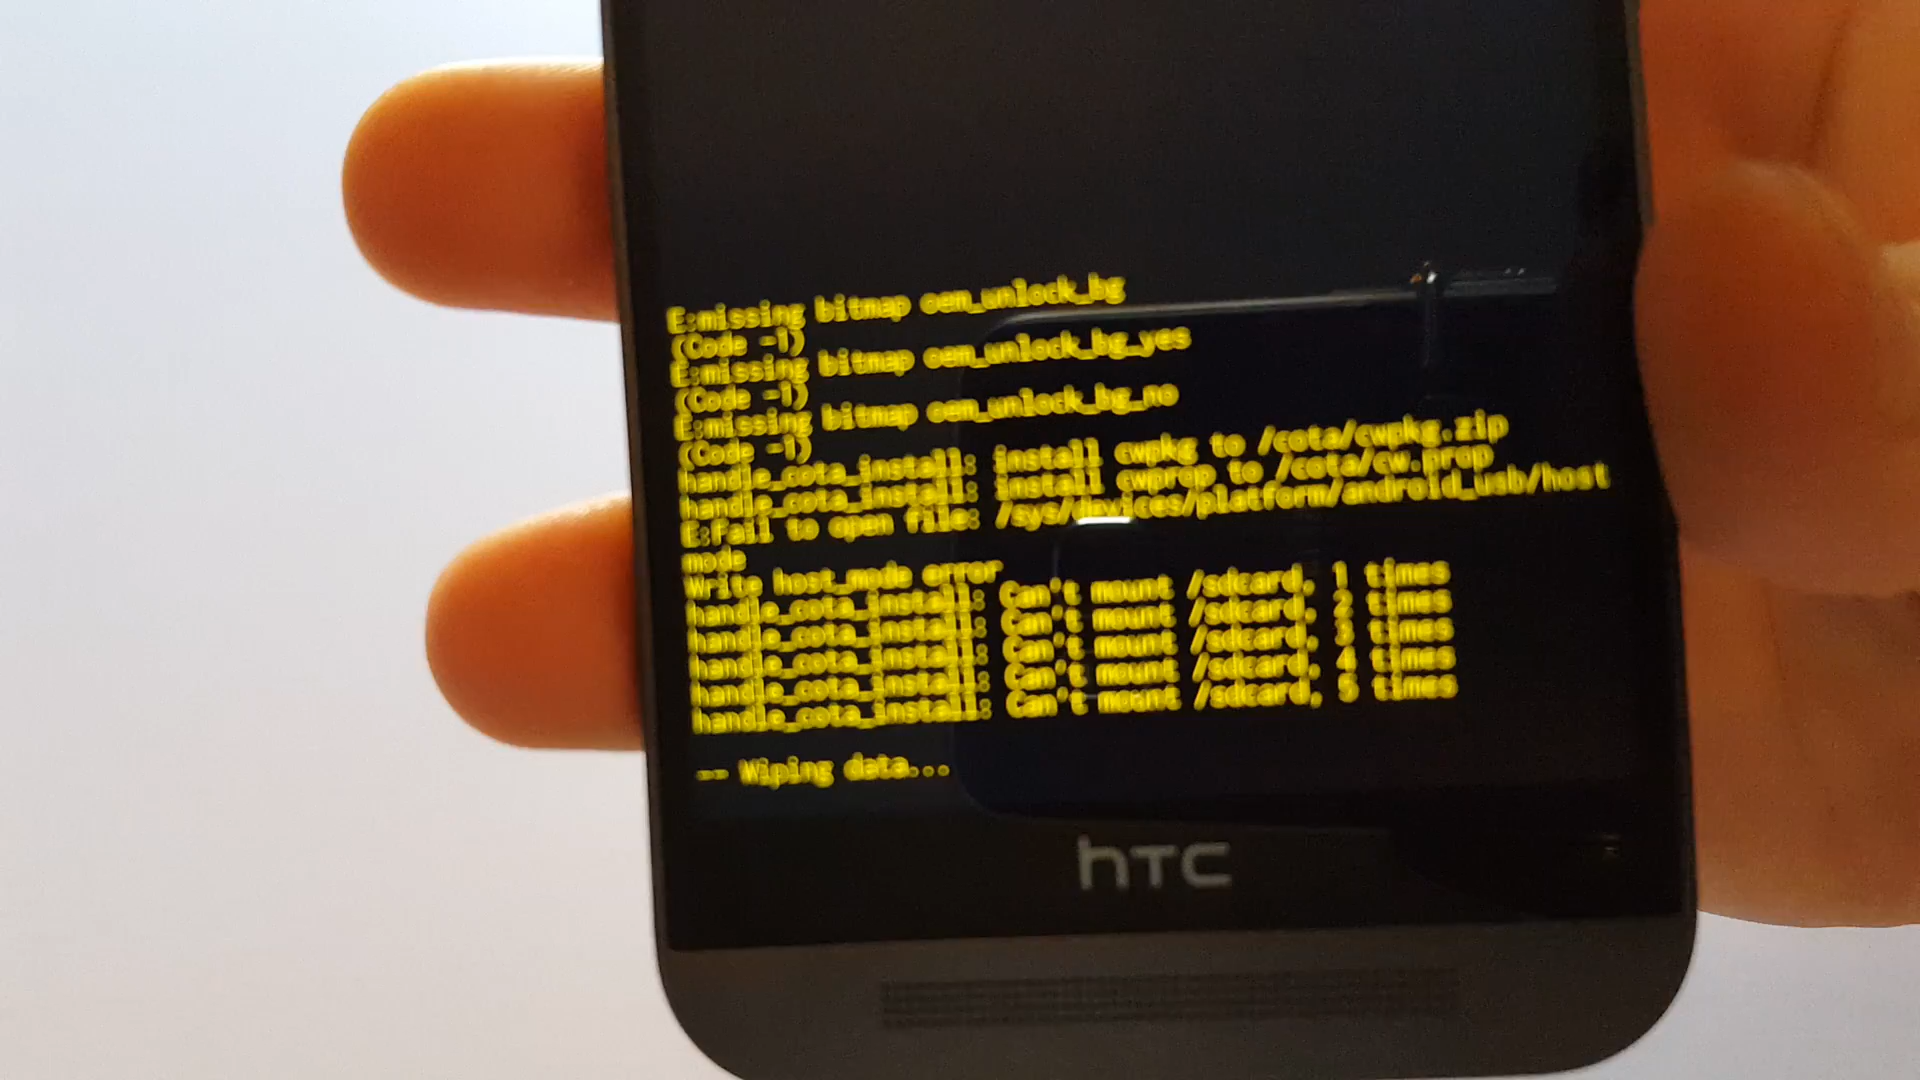 E:missing bitmap oem_unlock_bg
(Code -1)
E:missing bitmap oem_unlock_bg_yes
(Code -1)
E:missing bitmap oem_unlock_bg_no
(Code -1)
handle_cota_install: install cwpkg to /cota/cwpkg.zip
handle_cota_install: install cwprop to /cota/cw.prop
E:Fail to open file: /sys/devices/platform/android_usb/host
mode
Write host_mode error
handle_cota_install: Can't mount /sdcard, 1 times
handle_cota_install: Can't mount /sdcard, 2 times
handle_cota_install: Can't mount /sdcard, 3 times
handle_cota_install: Can't mount /sdcard, 4 times
handle_cota_install: Can't mount /sdcard, 5 times
-- Wiping data...
hTC